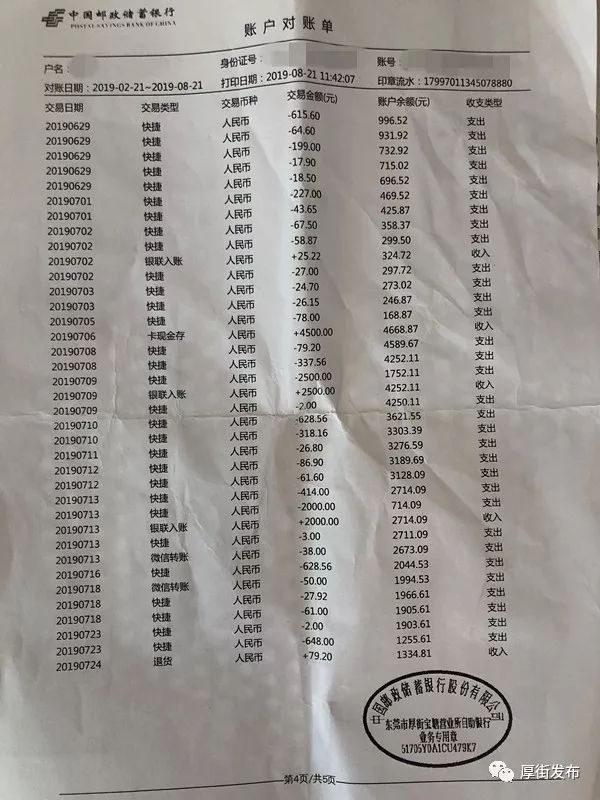 中国邮政储蓄银行
POSTAL SAVINGS BANK OF CHINA
账户对账单
户名: 身份证号: 账号:
对账日期: 2019-02-21~2019-08-21 打印日期: 2019-08-21 11:42:07 印章流水: 17997011345078880
交易日期 交易类型 交易币种 交易金额(元) 账户余额(元) 收支类型
20190629 快捷 人民币 -615.60 996.52 支出
20190629 快捷 人民币 -64.60 931.92 支出
20190629 快捷 人民币 -199.00 732.92 支出
20190629 快捷 人民币 -17.90 715.02 支出
20190629 快捷 人民币 -18.50 696.52 支出
20190701 快捷 人民币 -227.00 469.52 支出
20190701 快捷 人民币 -43.65 425.87 支出
20190702 快捷 人民币 -67.50 358.37 支出
20190702 快捷 人民币 -58.87 299.50 支出
20190702 银联入账 人民币 +25.22 324.72 收入
20190702 快捷 人民币 -27.00 297.72 支出
20190703 快捷 人民币 -24.70 273.02 支出
20190703 快捷 人民币 -26.15 246.87 支出
20190705 快捷 人民币 -78.00 168.87 支出
20190706 卡现金存 人民币 +4500.00 4668.87 收入
20190708 快捷 人民币 -79.20 4589.67 支出
20190708 快捷 人民币 -337.56 4252.11 支出
20190709 快捷 人民币 -2500.00 1752.11 支出
20190709 银联入账 人民币 +2500.00 4252.11 收入
20190709 快捷 人民币 -2.00 4250.11 支出
20190710 快捷 人民币 -628.56 3621.55 支出
20190710 快捷 人民币 -318.16 3303.39 支出
20190711 快捷 人民币 -26.80 3276.59 支出
20190712 快捷 人民币 -86.90 3189.69 支出
20190712 快捷 人民币 -61.60 3128.09 支出
20190713 快捷 人民币 -414.00 2714.09 支出
20190713 快捷 人民币 -2000.00 714.09 支出
20190713 银联入账 人民币 +2000.00 2714.09 收入
20190713 快捷 人民币 -3.00 2711.09 支出
20190713 微信转账 人民币 -38.00 2673.09 支出
20190716 快捷 人民币 -628.56 2044.53 支出
20190718 微信转账 人民币 -50.00 1994.53 支出
20190718 快捷 人民币 -27.92 1966.61 支出
20190718 快捷 人民币 -61.00 1905.61 支出
20190723 快捷 人民币 -2.00 1903.61 支出
20190723 快捷 人民币 -648.00 1255.61 支出
20190724 退货 人民币 +79.20 1334.81 收入
中国邮政储蓄银行股份有限公司
东莞市厚街宝塘营业所自助银行
业务专用章
51705YDA1CU479K7
第4页/共5页
厚街发布